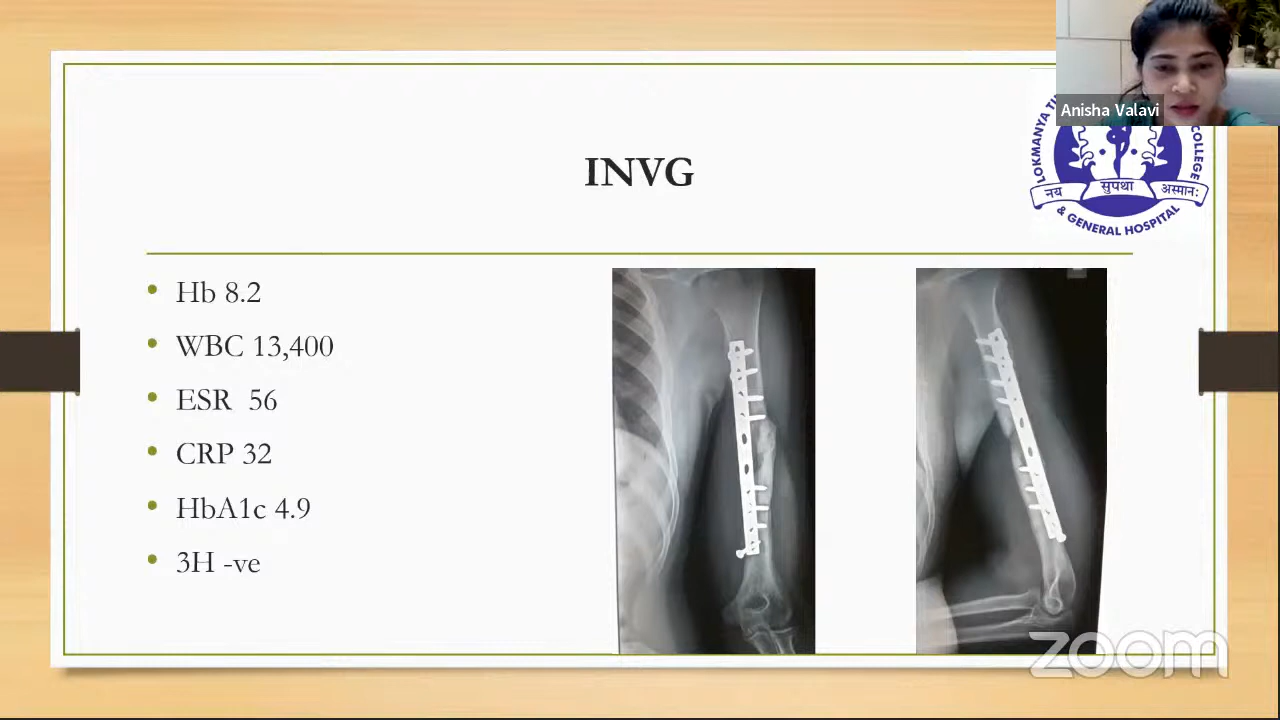 Anisha Valavi
LOKMANYA
COLLEGE
नय सुपथा अस्मानः
& GENERAL HOSPITAL
INVG
• Hb 8.2
• WBC 13,400
• ESR 56
• CRP 32
• HbA1c 4.9
• 3H -ve
zoom